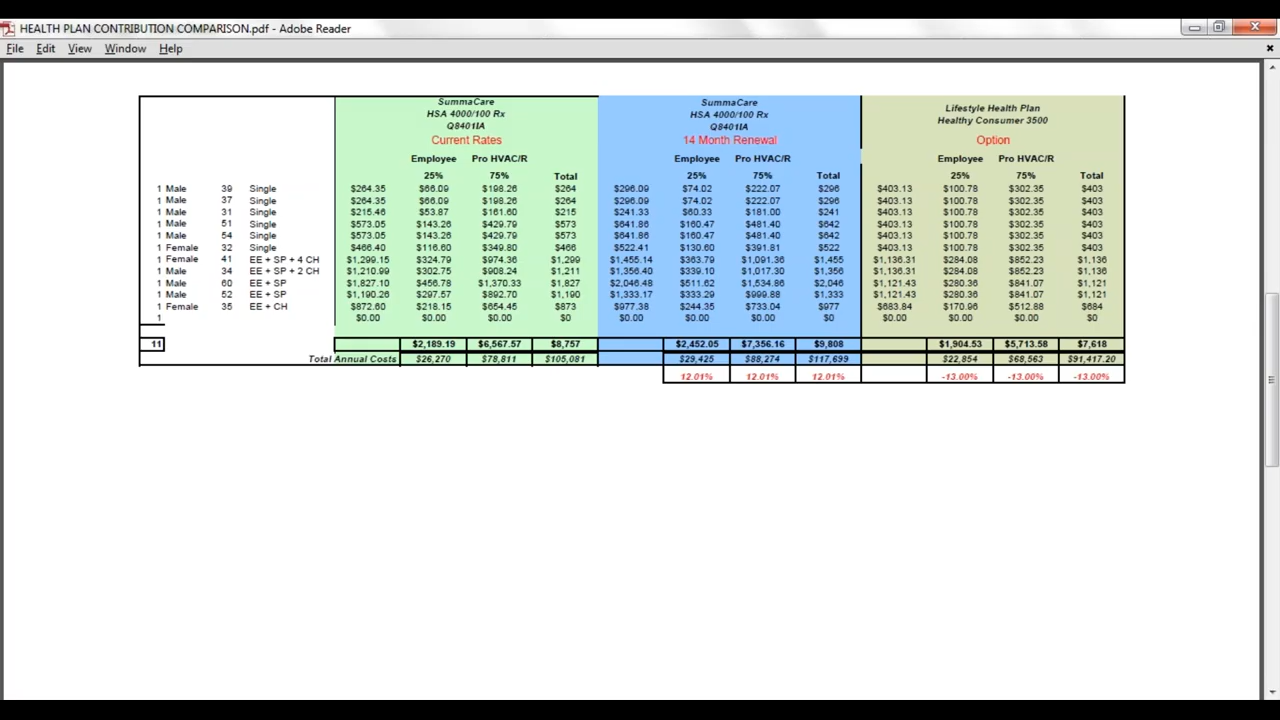 HEALTH PLAN CONTRIBUTION COMPARISON.pdf - Adobe Reader
File Edit View Window Help
SummaCare SummaCare Lifestyle Health Plan
HSA 4000/100 Rx HSA 4000/100 Rx Healthy Consumer 3500
Q8401IA Q8401IA
Current Rates 14 Month Renewal Option
Employee Pro HVAC/R Employee Pro HVAC/R Employee Pro HVAC/R
25% 75% Total 25% 75% Total 25% 75% Total
1 Male 39 Single $264.35 $66.09 $198.26 $264 $296.09 $74.02 $222.07 $296 $403.13 $100.78 $302.35 $403
1 Male 37 Single $264.35 $66.09 $198.26 $264 $296.09 $74.02 $222.07 $296 $403.13 $100.78 $302.35 $403
1 Male 31 Single $215.46 $53.87 $161.60 $215 $241.33 $60.33 $181.00 $241 $403.13 $100.78 $302.35 $403
1 Male 51 Single $573.05 $143.26 $429.79 $573 $641.86 $160.47 $481.40 $642 $403.13 $100.78 $302.35 $403
1 Male 54 Single $573.05 $143.26 $429.79 $573 $641.86 $160.47 $481.40 $642 $403.13 $100.78 $302.35 $403
1 Female 32 Single $466.40 $116.60 $349.80 $466 $522.41 $130.60 $391.81 $522 $403.13 $100.78 $302.35 $403
1 Female 41 EE + SP + 4 CH $1,299.15 $324.79 $974.36 $1,299 $1,455.14 $363.79 $1,091.36 $1,455 $1,136.31 $284.08 $852.23 $1,136
1 Male 34 EE + SP + 2 CH $1,210.99 $302.75 $908.24 $1,211 $1,356.40 $339.10 $1,017.30 $1,356 $1,136.31 $284.08 $852.23 $1,136
1 Male 60 EE + SP $1,827.10 $456.78 $1,370.33 $1,827 $2,046.48 $511.62 $1,534.86 $2,046 $1,121.43 $280.36 $841.07 $1,121
1 Male 52 EE + SP $1,190.26 $297.57 $892.70 $1,190 $1,333.17 $333.29 $999.88 $1,333 $1,121.43 $280.36 $841.07 $1,121
1 Female 35 EE + CH $872.60 $218.15 $654.45 $873 $977.38 $244.35 $733.04 $977 $683.84 $170.96 $512.88 $684
1 $0.00 $0.00 $0.00 $0 $0.00 $0.00 $0.00 $0 $0.00 $0.00 $0.00 $0
11 $2,189.19 $6,567.57 $8,757 $2,452.05 $7,356.16 $9,808 $1,904.53 $5,713.58 $7,618
Total Annual Costs $26,270 $78,811 $105,081 $29,425 $88,274 $117,699 $22,854 $68,563 $91,417.20
12.01% 12.01% 12.01% -13.00% -13.00% -13.00%